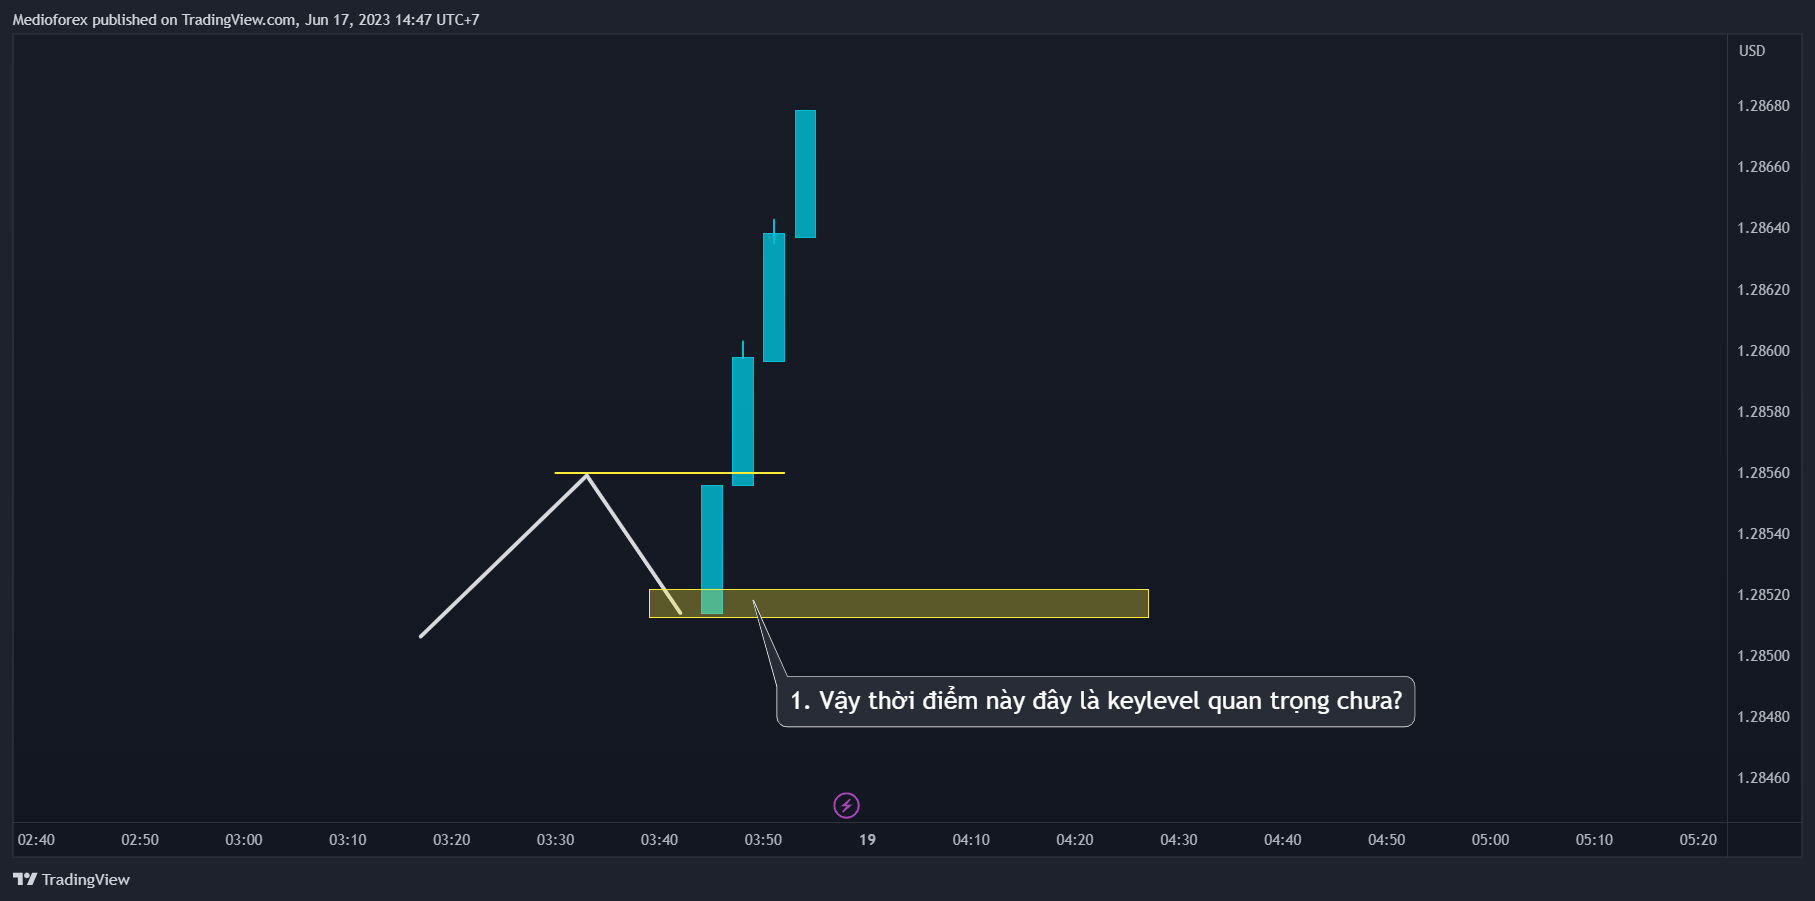 Medioforex published on TradingView.com, Jun 17, 2023 14:47 UTC+7
USD
1.28680
1.28660
1.28640
1.28620
1.28600
1.28580
1.28560
1.28540
1.28520
1.28500
1. Vậy thời điểm này đây là keylevel quan trọng chưa?
1.28480
1.28460
02:40 02:50 03:00 03:10 03:20 03:30 03:40 03:50 19 04:10 04:20 04:30 04:40 04:50 05:00 05:10 05:20
TradingView